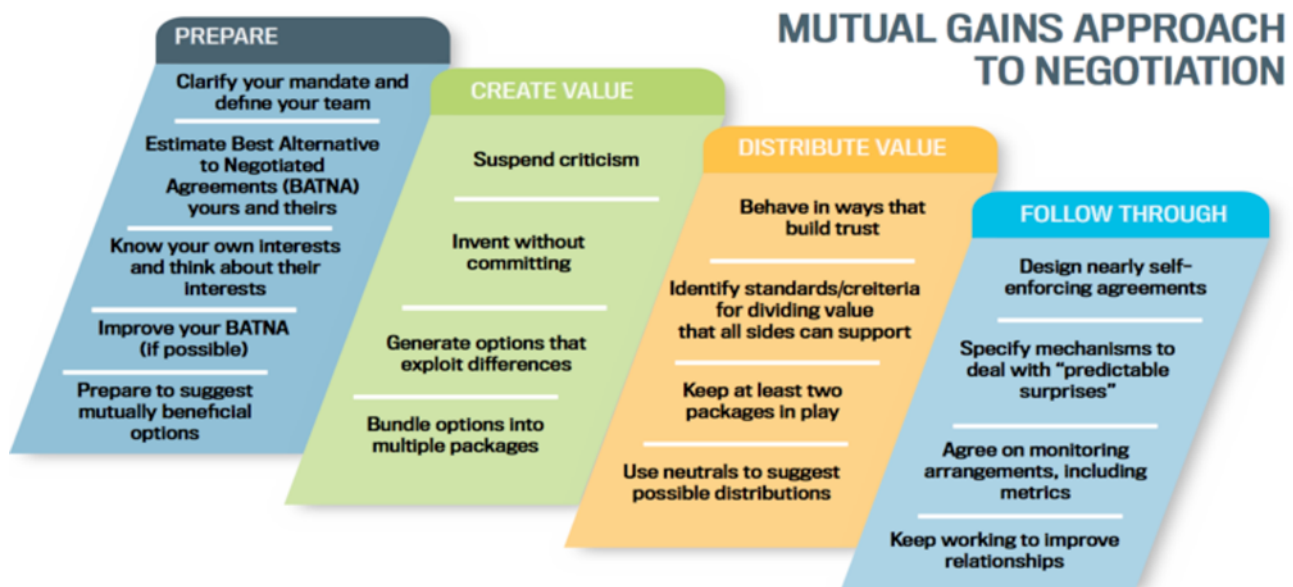 MUTUAL GAINS APPROACH
TO NEGOTIATION
PREPARE
Clarify your mandate and
define your team
Estimate Best Alternative
to Negotiated
Agreements (BATNA)
yours and theirs
Know your own interests
and think about their
interests
Improve your BATNA
(if possible)
Prepare to suggest
mutually beneficial
options
CREATE VALUE
Suspend criticism
Invent without
committing
Generate options that
exploit differences
Bundle options into
multiple packages
DISTRIBUTE VALUE
Behave in ways that
build trust
Identify standards/creiteria
for dividing value
that all sides can support
Keep at least two
packages in play
Use neutrals to suggest
possible distributions
FOLLOW THROUGH
Design nearly self-
enforcing agreements
Specify mechanisms to
deal with “predictable
surprises”
Agree on monitoring
arrangements, including
metrics
Keep working to improve
relationships